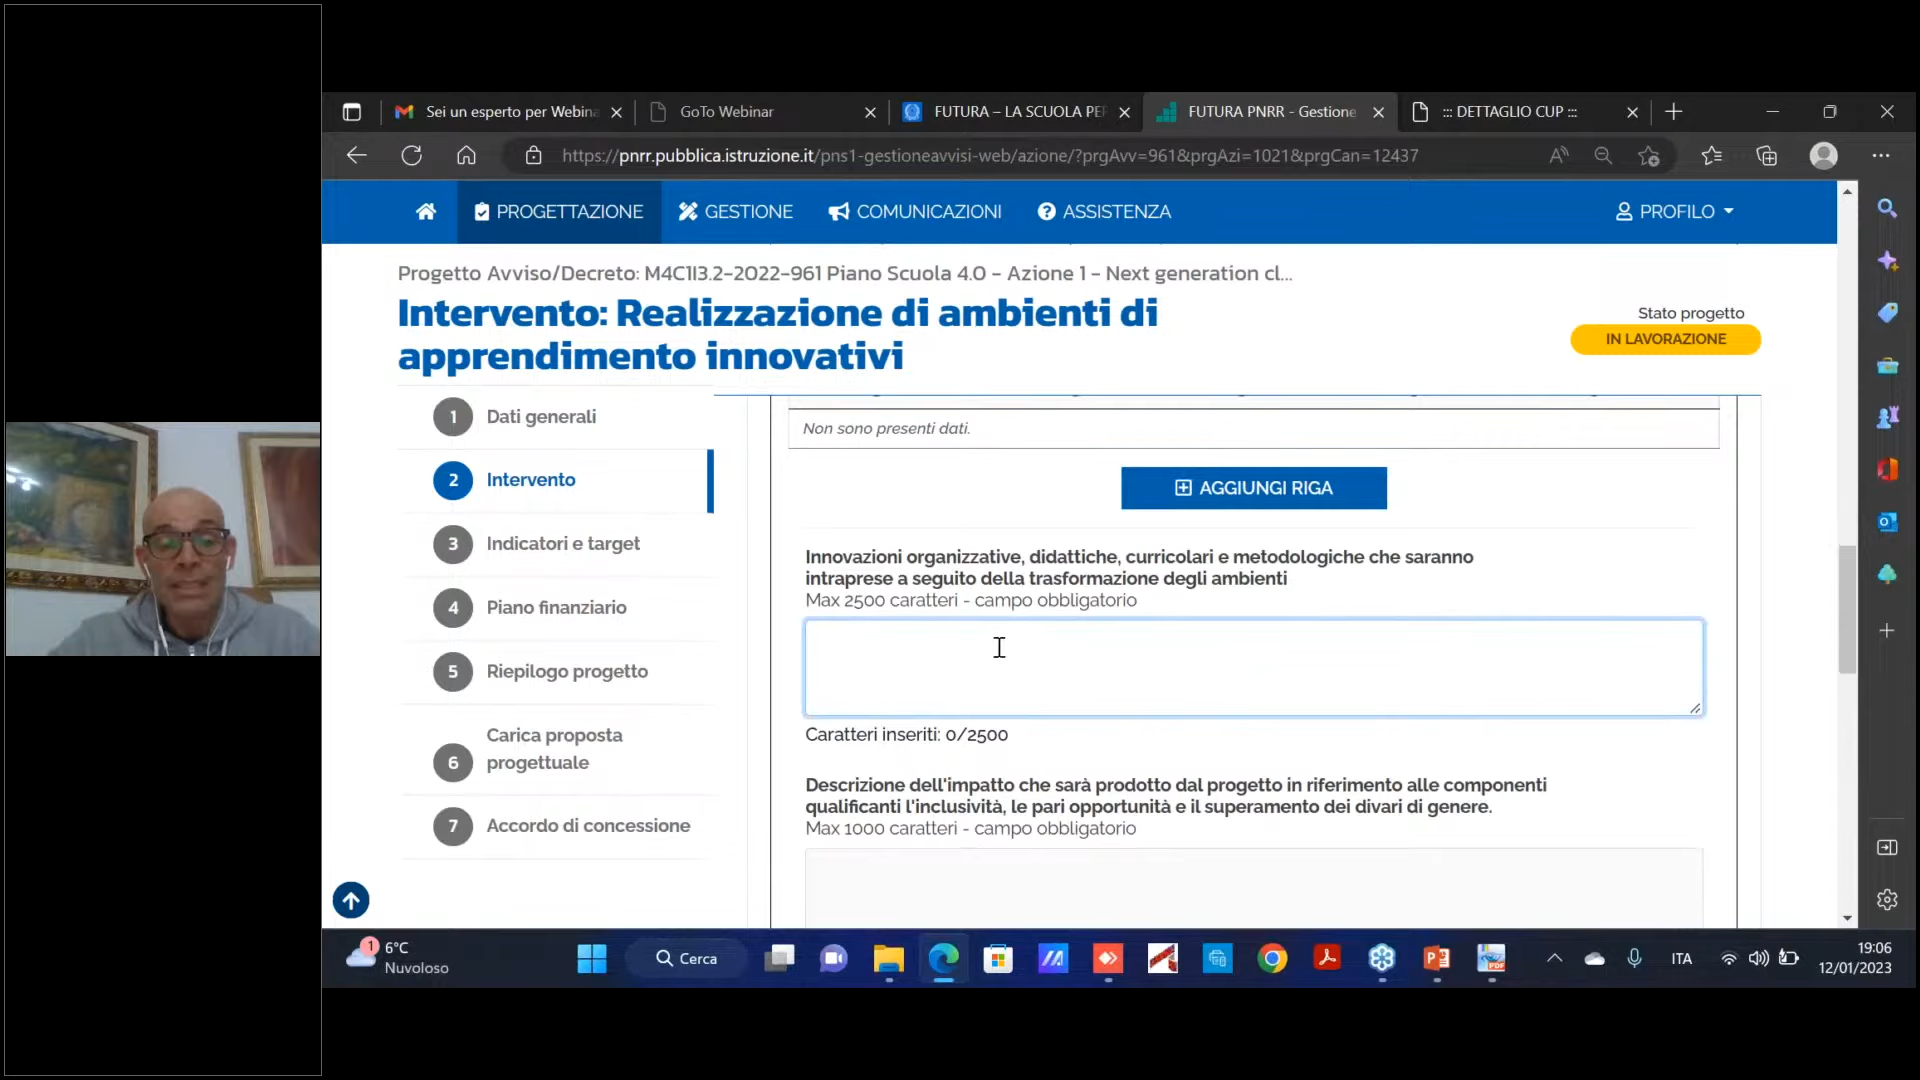 Sei un esperto per Webina
GoTo Webinar
FUTURA – LA SCUOLA PE
FUTURA PNRR - Gestione
::: DETTAGLIO CUP :::
https://pnrr.pubblica.istruzione.it/pns1-gestioneavvisi-web/azione/?prgAvv=961&prgAzi=1021&prgCan=12437
PROGETTAZIONE
GESTIONE
COMUNICAZIONI
ASSISTENZA
PROFILO
Progetto Avviso/Decreto: M4C1I3.2-2022-961 Piano Scuola 4.0 - Azione 1 - Next generation cl...
Intervento: Realizzazione di ambienti di
apprendimento innovativi
Stato progetto
IN LAVORAZIONE
1 Dati generali
2 Intervento
3 Indicatori e target
4 Piano finanziario
5 Riepilogo progetto
6 Carica proposta
progettuale
7 Accordo di concessione
Non sono presenti dati.
AGGIUNGI RIGA
Innovazioni organizzative, didattiche, curricolari e metodologiche che saranno
intraprese a seguito della trasformazione degli ambienti
Max 2500 caratteri - campo obbligatorio
Caratteri inseriti: 0/2500
Descrizione dell'impatto che sarà prodotto dal progetto in riferimento alle componenti
qualificanti l'inclusività, le pari opportunità e il superamento dei divari di genere.
Max 1000 caratteri - campo obbligatorio
1
6°C
Nuvoloso
Cerca
ITA
19:06
12/01/2023